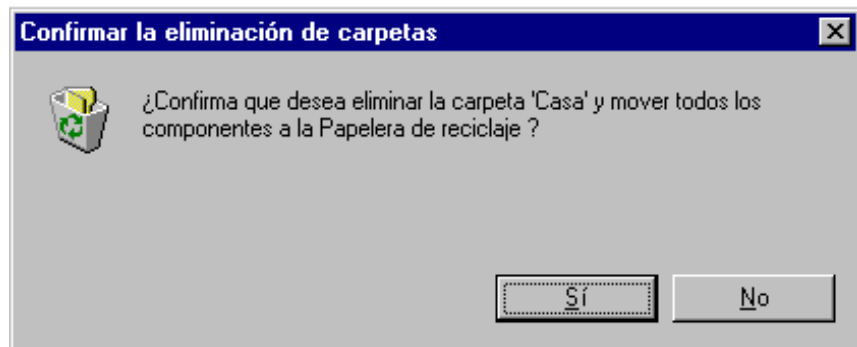 Confirmar la eliminación de carpetas
¿Confirma que desea eliminar la carpeta 'Casa' y mover todos los
componentes a la Papelera de reciclaje ?
Sí
No